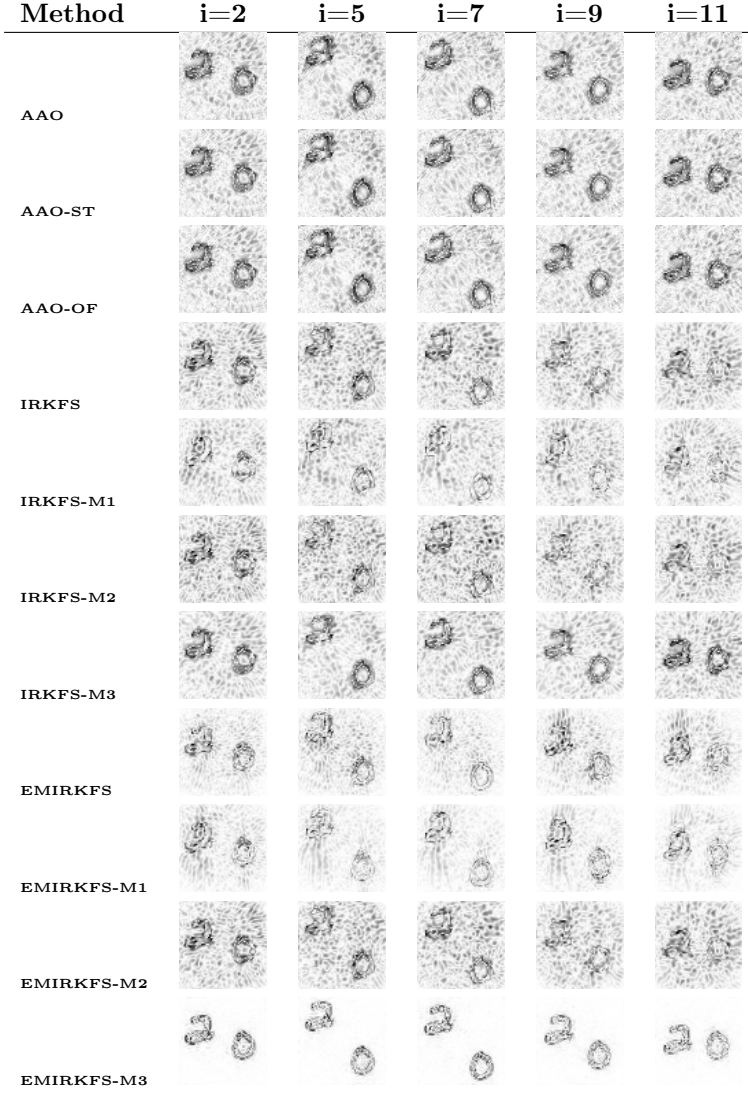 Method i=2 i=5 i=7 i=9 i=11
AAO
AAO-ST
AAO-OF
IRKFS
IRKFS-M1
IRKFS-M2
IRKFS-M3
EMIRKFS
EMIRKFS-M1
EMIRKFS-M2
EMIRKFS-M3